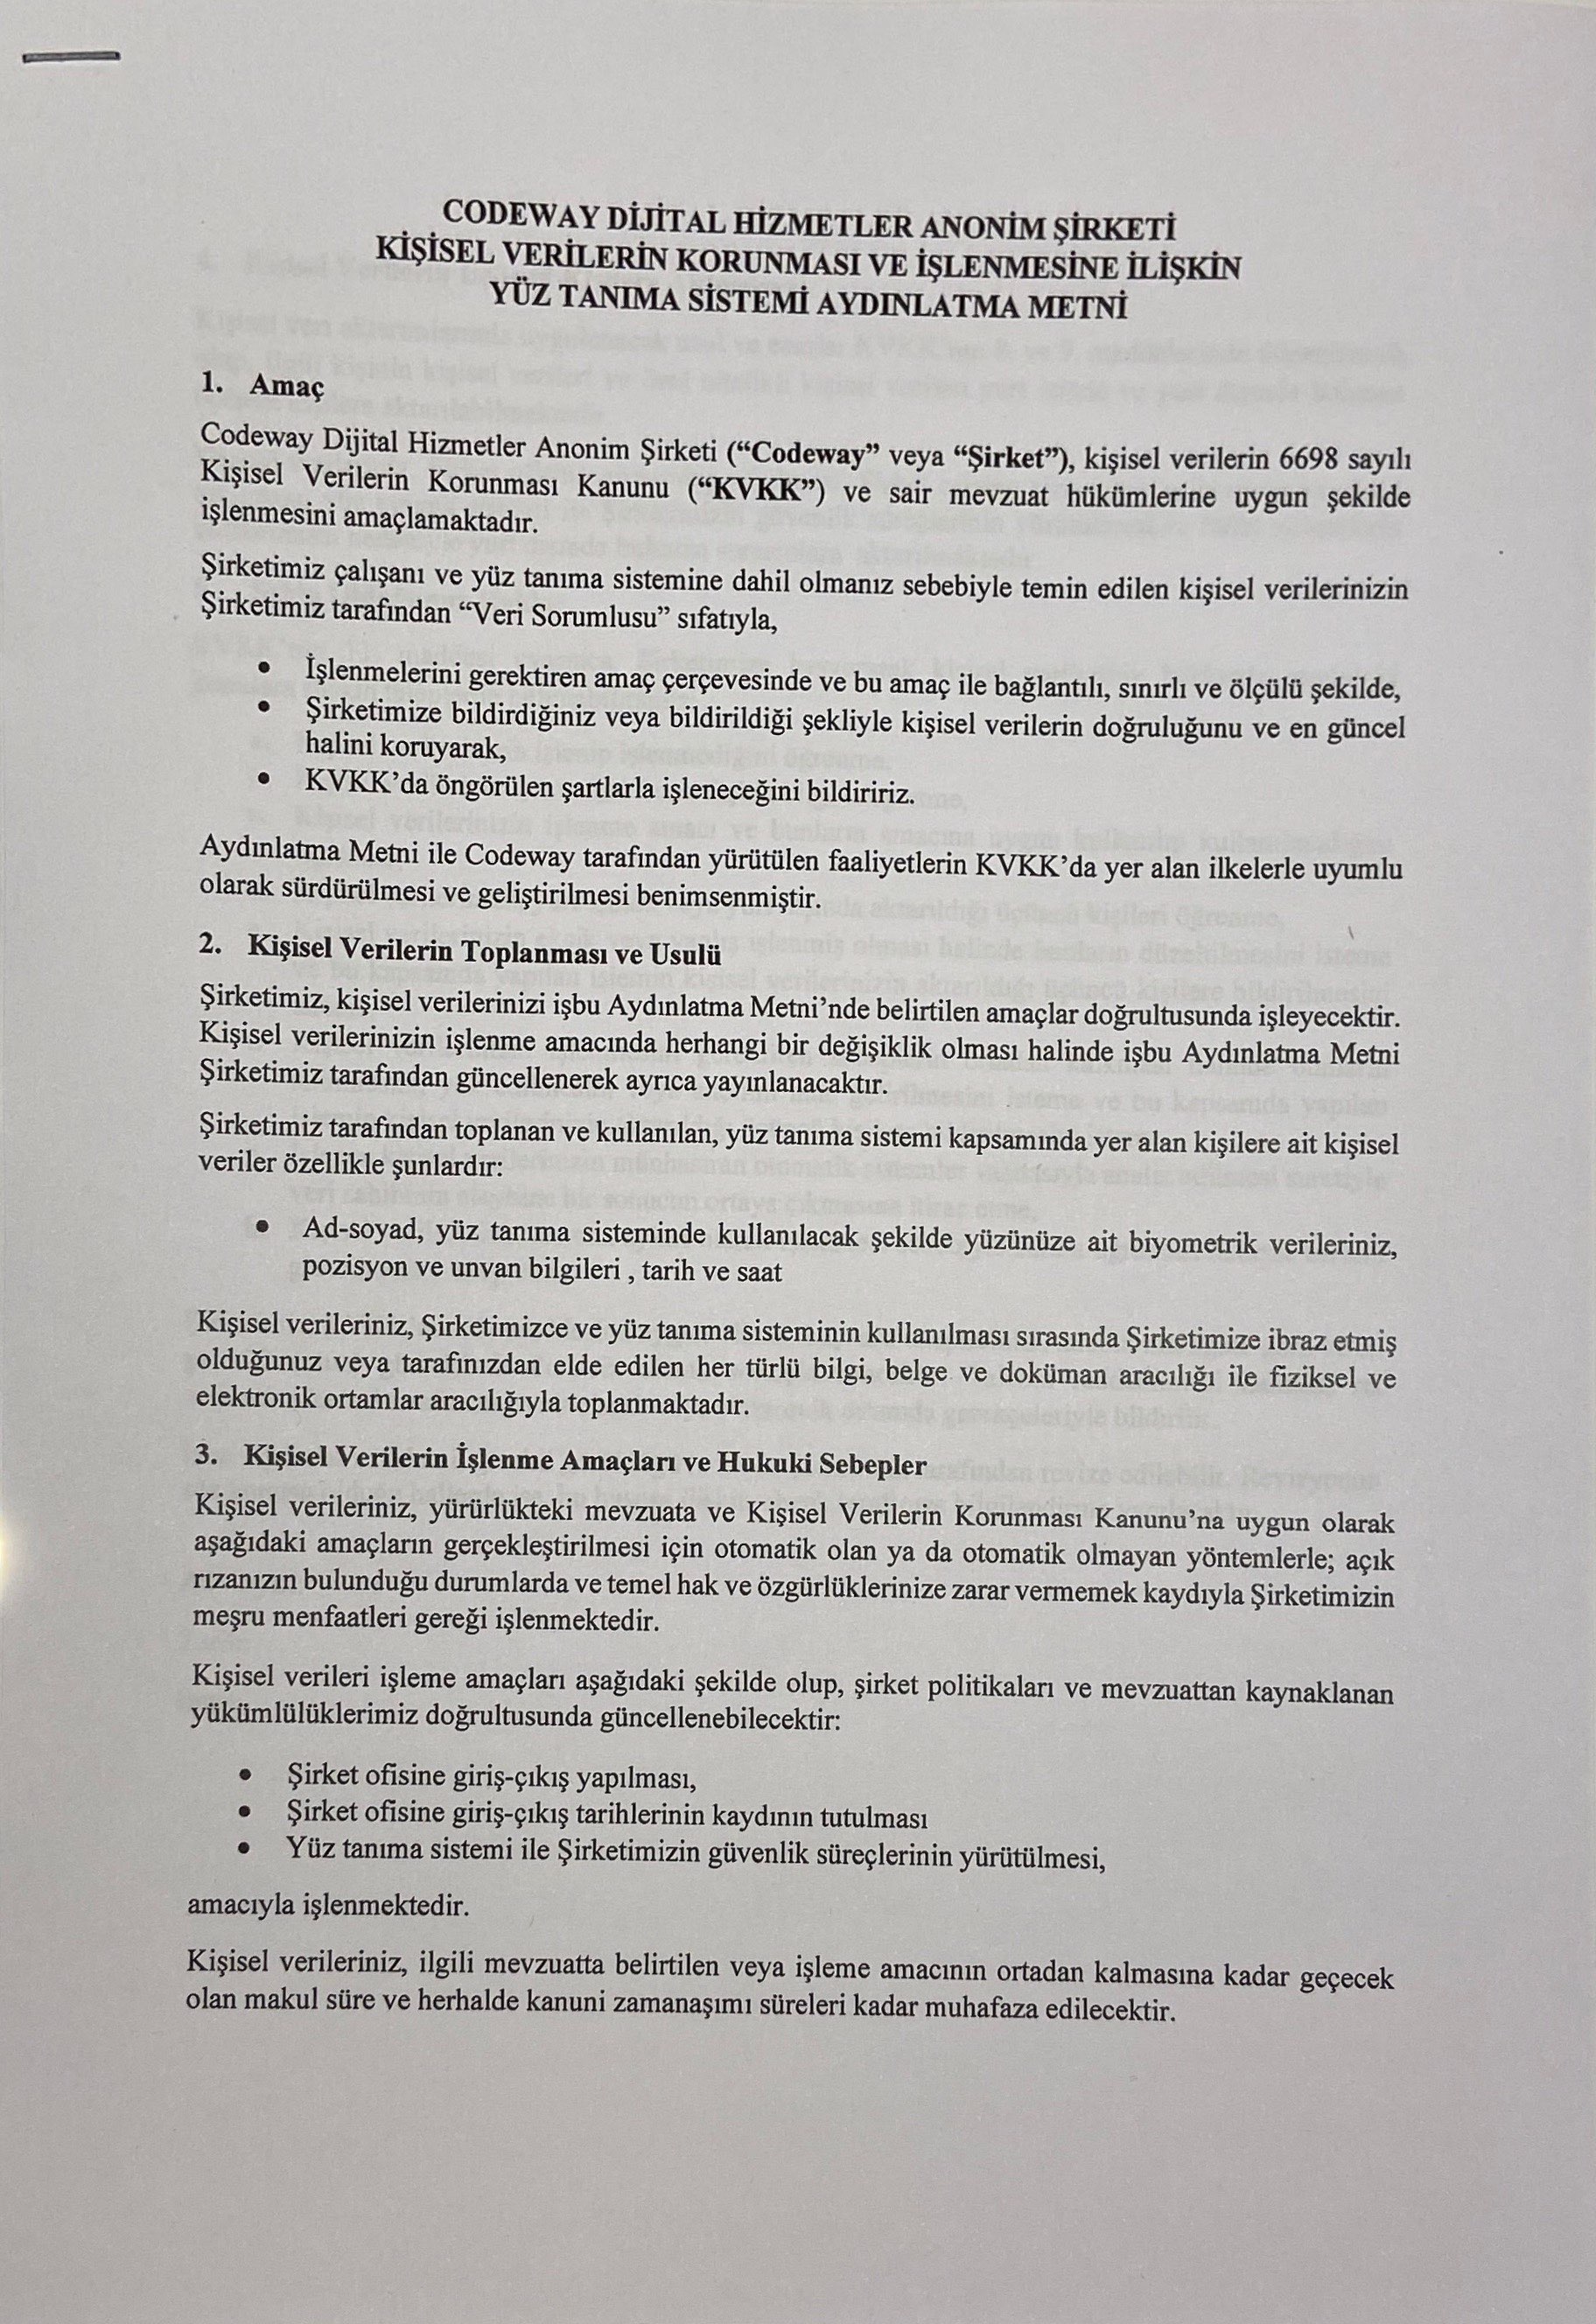 CODEWAY DİJİTAL HİZMETLER ANONİM ŞİRKETİ
KİŞİSEL VERİLERİN KORUNMASI VE İŞLENMESİNE İLİŞKİN
YÜZ TANIMA SİSTEMİ AYDINLATMA METNİ
1. Amaç
Codeway Dijital Hizmetler Anonim Şirketi (“Codeway” veya “Şirket”), kişisel verilerin 6698 sayılı
Kişisel Verilerin Korunması Kanunu (“KVKK”) ve sair mevzuat hükümlerine uygun şekilde
işlenmesini amaçlamaktadır.
Şirketimiz çalışanı ve yüz tanıma sistemine dahil olmanız sebebiyle temin edilen kişisel verilerinizin
Şirketimiz tarafından “Veri Sorumlusu” sıfatıyla,
• İşlenmelerini gerektiren amaç çerçevesinde ve bu amaç ile bağlantılı, sınırlı ve ölçülü şekilde,
• Şirketimize bildirdiğiniz veya bildirildiği şekliyle kişisel verilerin doğruluğunu ve en güncel
halini koruyarak,
• KVKK’da öngörülen şartlarla işleneceğini bildiririz.
Aydınlatma Metni ile Codeway tarafından yürütülen faaliyetlerin KVKK’da yer alan ilkelerle uyumlu
olarak sürdürülmesi ve geliştirilmesi benimsenmiştir.
2. Kişisel Verilerin Toplanması ve Usulü
Şirketimiz, kişisel verilerinizi işbu Aydınlatma Metni’nde belirtilen amaçlar doğrultusunda işleyecektir.
Kişisel verilerinizin işlenme amacında herhangi bir değişiklik olması halinde işbu Aydınlatma Metni
Şirketimiz tarafından güncellenerek ayrıca yayınlanacaktır.
Şirketimiz tarafından toplanan ve kullanılan, yüz tanıma sistemi kapsamında yer alan kişilere ait kişisel
veriler özellikle şunlardır:
• Ad-soyad, yüz tanıma sisteminde kullanılacak şekilde yüzünüze ait biyometrik verileriniz,
pozisyon ve unvan bilgileri , tarih ve saat
Kişisel verileriniz, Şirketimizce ve yüz tanıma sisteminin kullanılması sırasında Şirketimize ibraz etmiş
olduğunuz veya tarafınızdan elde edilen her türlü bilgi, belge ve doküman aracılığı ile fiziksel ve
elektronik ortamlar aracılığıyla toplanmaktadır.
3. Kişisel Verilerin İşlenme Amaçları ve Hukuki Sebepler
Kişisel verileriniz, yürürlükteki mevzuata ve Kişisel Verilerin Korunması Kanunu’na uygun olarak
aşağıdaki amaçların gerçekleştirilmesi için otomatik olan ya da otomatik olmayan yöntemlerle; açık
rızanızın bulunduğu durumlarda ve temel hak ve özgürlüklerinize zarar vermemek kaydıyla Şirketimizin
meşru menfaatleri gereği işlenmektedir.
Kişisel verileri işleme amaçları aşağıdaki şekilde olup, şirket politikaları ve mevzuattan kaynaklanan
yükümlülüklerimiz doğrultusunda güncellenebilecektir:
• Şirket ofisine giriş-çıkış yapılması,
• Şirket ofisine giriş-çıkış tarihlerinin kaydının tutulması
• Yüz tanıma sistemi ile Şirketimizin güvenlik süreçlerinin yürütülmesi,
amacıyla işlenmektedir.
Kişisel verileriniz, ilgili mevzuatta belirtilen veya işleme amacının ortadan kalmasına kadar geçecek
olan makul süre ve herhalde kanuni zamanaşımı süreleri kadar muhafaza edilecektir.